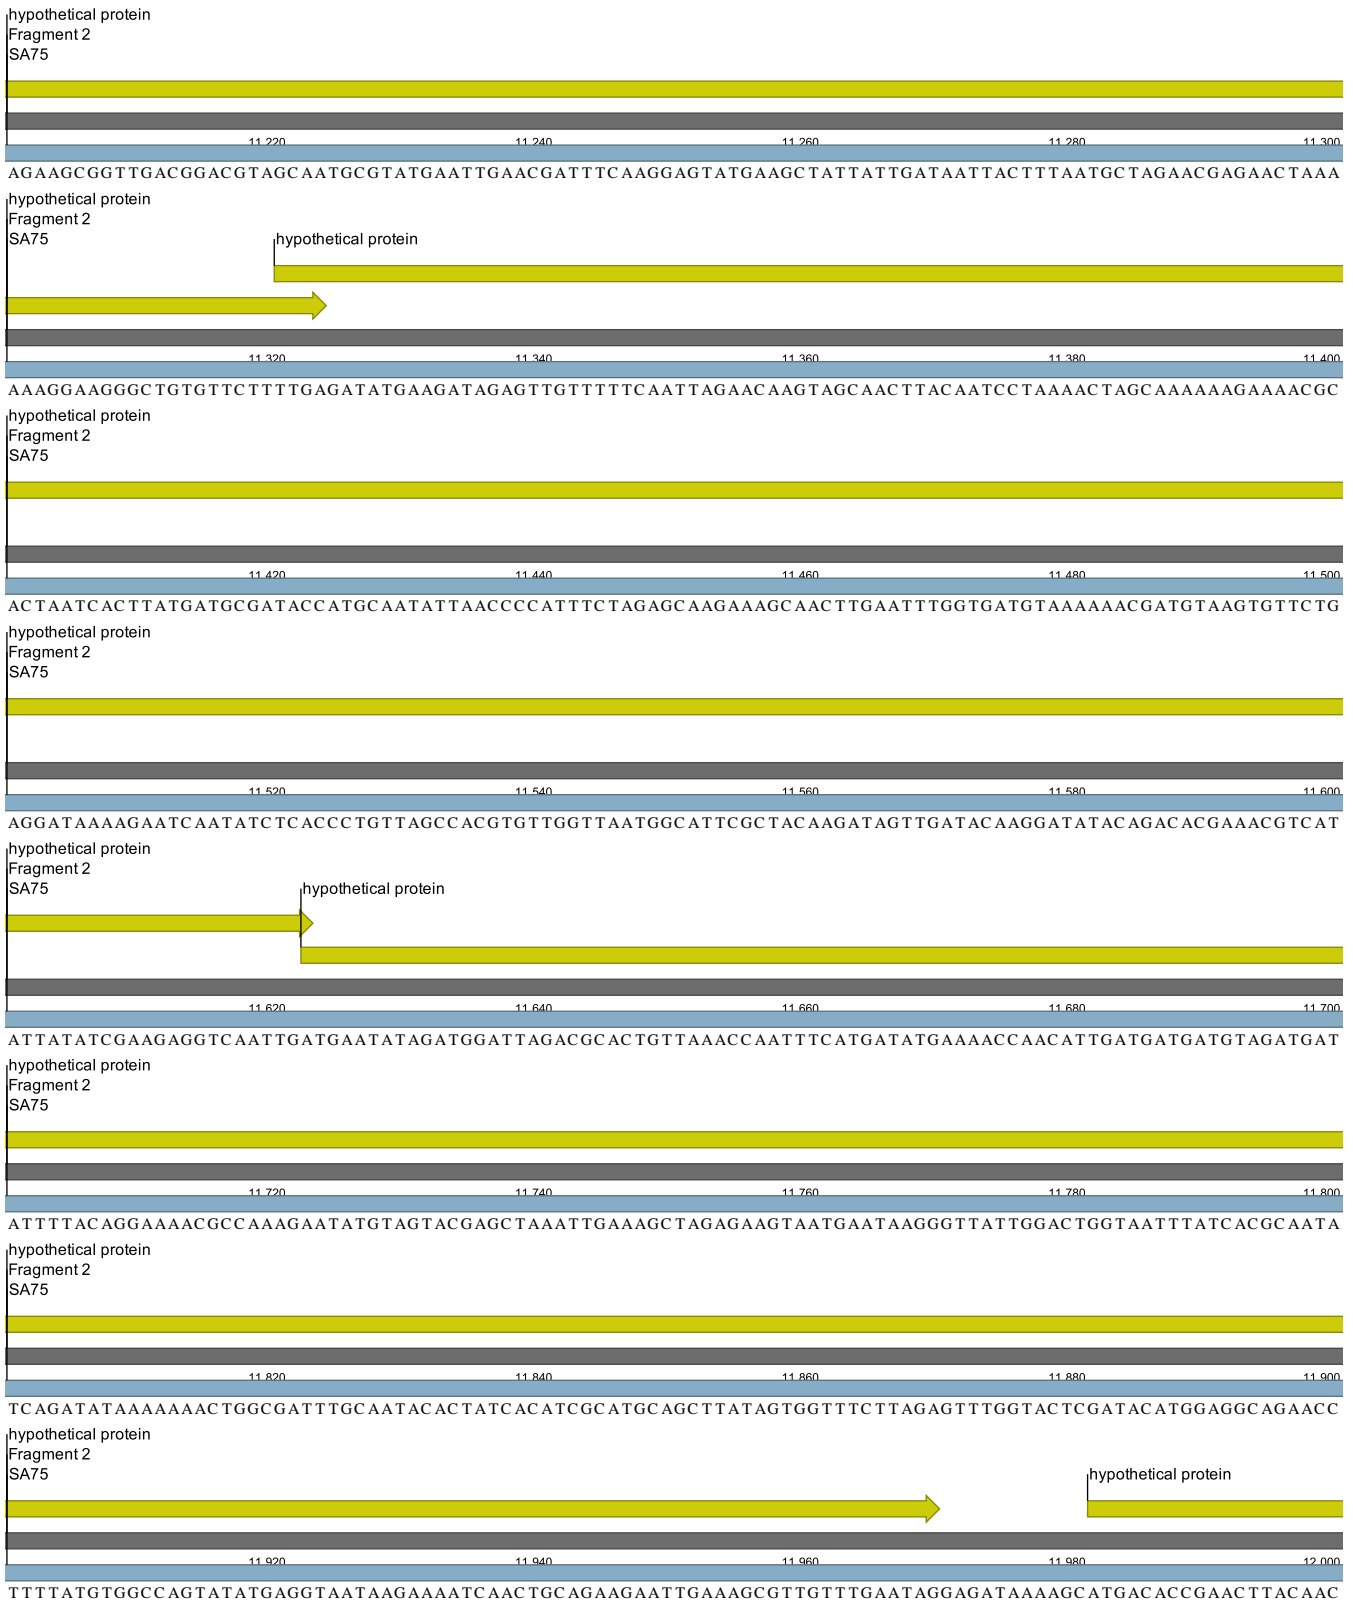 hypothetical protein
Fragment 2
SA75
11.220 11.240 11.260 11.280 11.300
AGAAGCGGTTGACGGACGTAGCAATGCGTATGAATTGAACGATTTCAAGGAGTATGAAGCTATTATTGATAATTACTTTAATGCTAGAACGAGAACTAAA
hypothetical protein
Fragment 2
SA75 hypothetical protein
11.320 11.340 11.360 11.380 11.400
AAAGGAAGGGCTGTGTTCTTTTGAGATATGAAGATAGAGTTGTTTTTCAATTAGAACAAGTAGCAACTTACAATCCTAAAACTAGCAAAAAAGAAAACGC
hypothetical protein
Fragment 2
SA75
11.420 11.440 11.460 11.480 11.500
ACTAATCACTTATGATGCGATACCATGCAATATTAACCCCATTTCTAGAGCAAGAAAGCAACTTGAATTTGGTGATGTAAAAAACGATGTAAGTGTTCTG
hypothetical protein
Fragment 2
SA75
11.520 11.540 11.560 11.580 11.600
AGGATAAAAGAATCAATATCTCACCCTGTTAGCCACGTGTTGGTTAATGGCATTCGCTACAAGATAGTTGATACAAGGATATACAGACACGAAACGTCAT
hypothetical protein
Fragment 2
SA75 hypothetical protein
11.620 11.640 11.660 11.680 11.700
ATTATATCGAAGAGGTCAATTGATGAATATAGATGGATTAGACGCACTGTTAAACCAATTTCATGATATGAAAACCAACATTGATGATGATGTAGATGAT
hypothetical protein
Fragment 2
SA75
11.720 11.740 11.760 11.780 11.800
ATTTTACAGGAAAACGCCAAAGAATATGTAGTACGAGCTAAATTGAAAGCTAGAGAAGTAATGAATAAGGGTTATTGGACTGGTAATTTATCACGCAATA
hypothetical protein
Fragment 2
SA75
11.820 11.840 11.860 11.880 11.900
TCAGATATAAAAAAACTGGCGATTTGCAATACACTATCACATCGCATGCAGCTTATAGTGGTTTCTTAGAGTTTGGTACTCGATACATGGAGGCAGAACC
hypothetical protein
Fragment 2
SA75 hypothetical protein
11.920 11.940 11.960 11.980 12.000
TTTTATGTGGCCAGTATATGAGGTAATAAGAAAATCAACTGCAGAAGAATTGAAAGCGTTGTTTGAATAGGAGATAAAAGCATGACACCGAACTTACAAC